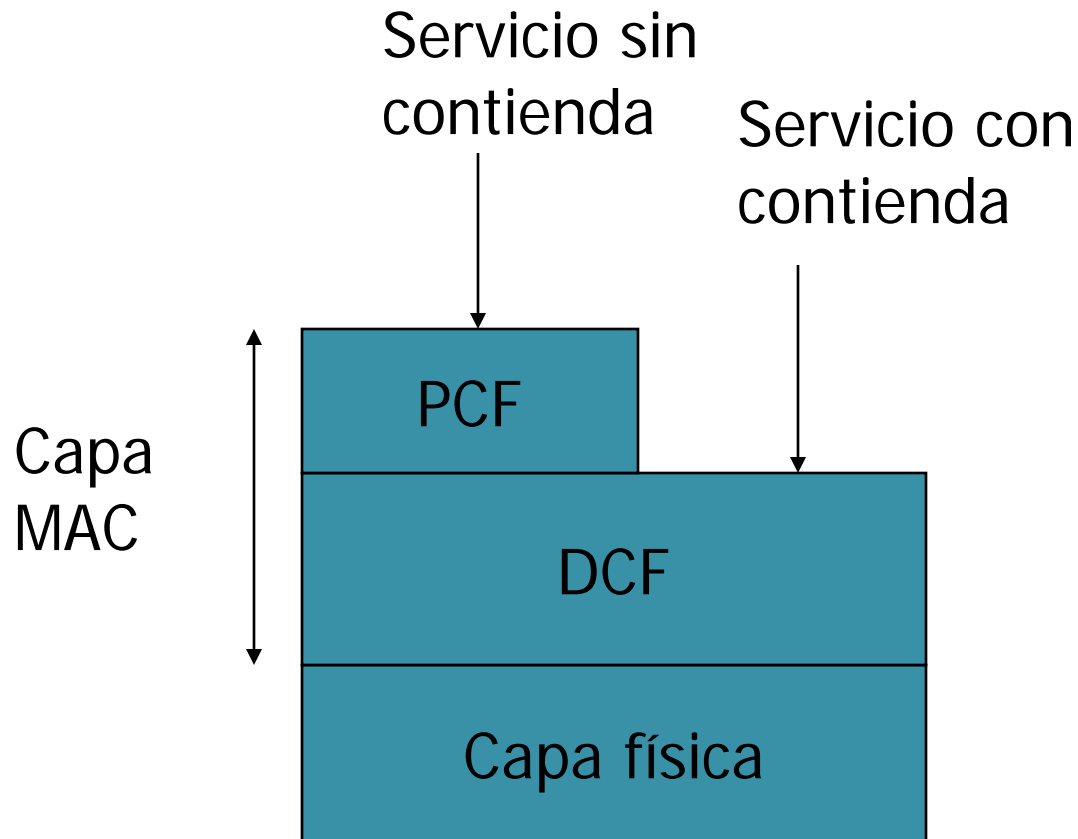 Servicio sin
contienda
Servicio con
contienda
PCF
Capa
MAC
DCF
Capa física